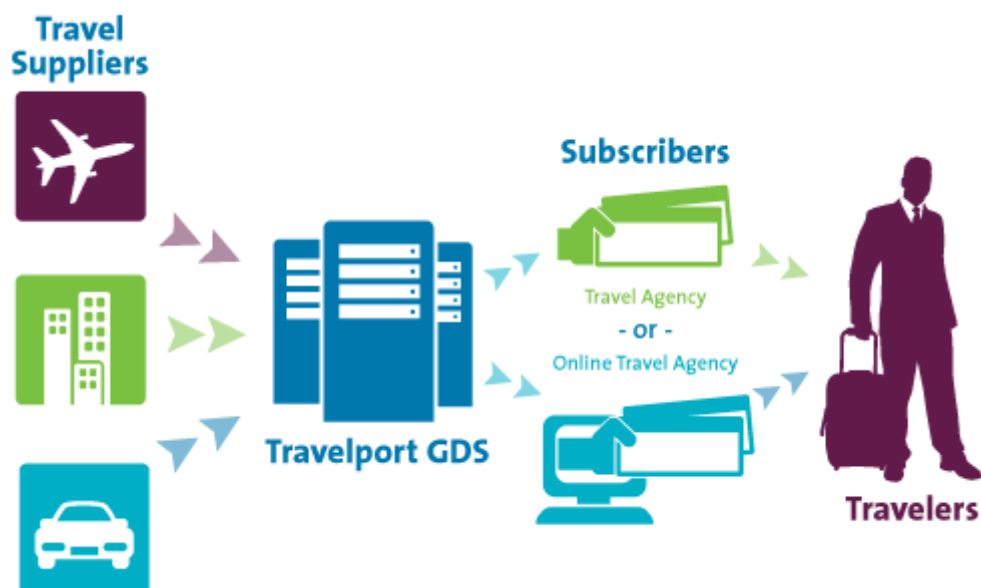 Travel
Suppliers
Travelport GDS
Subscribers
Travel Agency
- or -
Online Travel Agency
Travelers